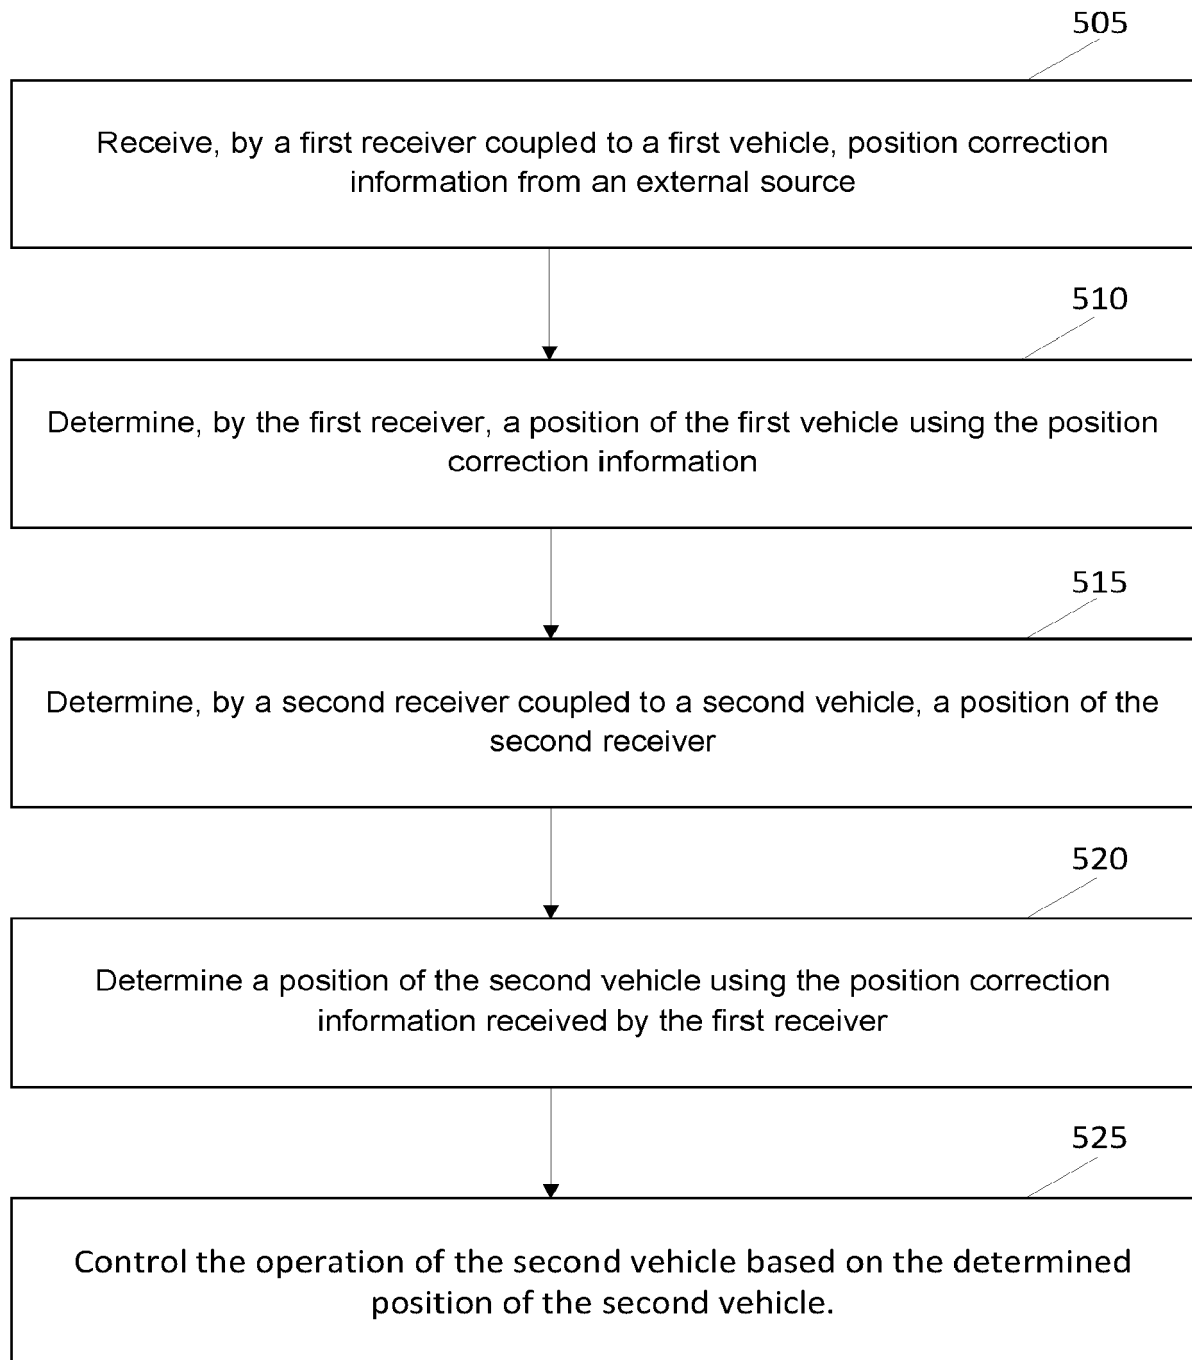 505
Receive, by a first receiver coupled to a first vehicle, position correction
information from an external source
510
Determine, by the first receiver, a position of the first vehicle using the position
correction information
515
Determine, by a second receiver coupled to a second vehicle, a position of the
second receiver
520
Determine a position of the second vehicle using the position correction
information received by the first receiver
525
Control the operation of the second vehicle based on the determined
position of the second vehicle.